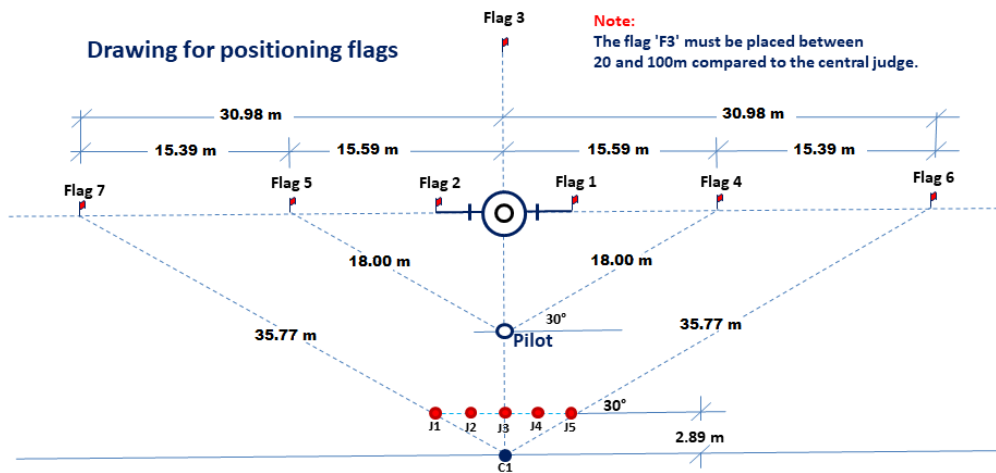 Flag 3
Note:
Drawing for positioning flags
The flag 'F3' must be placed between
20 and 100m compared to the central judge.
30.98 m
30.98 m
15.39 m
15.59 m
15.59 m
15.39 m
Flag 7
Flag 5
Flag 2
Flag 1
Flag 4
Flag 6
18.00 m
18.00 m
30°
Pilot
35.77 m
35.77 m
30°
J1
J2
J3
J4
J5
2.89 m
C1